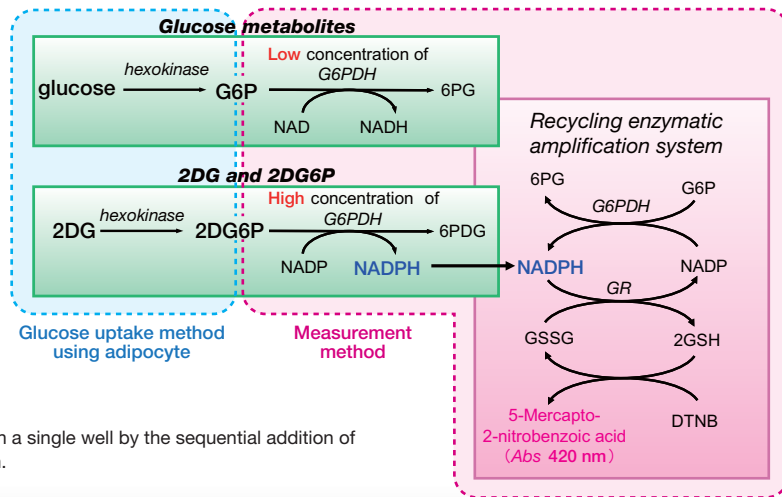 Glucose metabolites
glucose
hexokinase
G6P
Low concentration of
G6PDH
6PG
NAD
NADH
2DG and 2DG6P
2DG
hexokinase
2DG6P
High concentration of
G6PDH
6PDG
NADP
NADPH
Glucose uptake method
using adipocyte
Measurement
method
Recycling enzymatic
amplification system
6PG
G6P
G6PDH
NADPH
NADP
GR
GSSG
2GSH
5-Mercapto-
2-nitrobenzoic acid
（Abs 420 nm）
DTNB
a single well by the sequential addition of